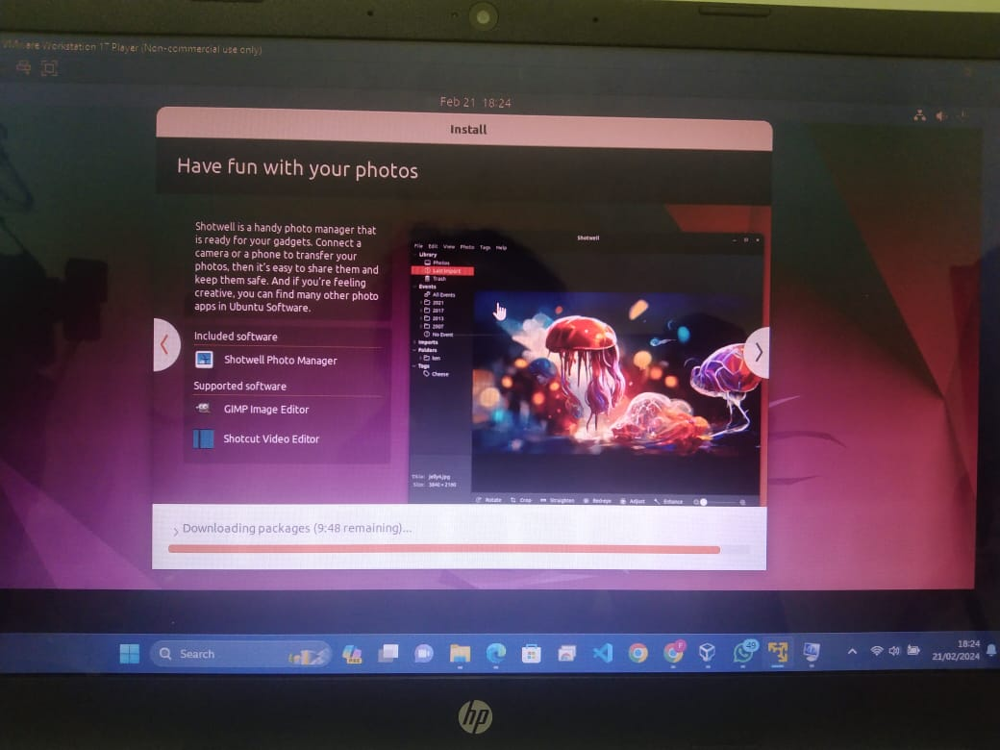 VMware Workstation 17 Player (Non-commercial use only)
Feb 21 18:24
Install
Have fun with your photos
Shotwell is a handy photo manager that
is ready for your gadgets. Connect a
camera or a phone to transfer your
photos, then it's easy to share them and
keep them safe. And if you're feeling
creative, you can find many other photo
apps in Ubuntu Software.
Included software
Shotwell Photo Manager
Supported software
GIMP Image Editor
Shotcut Video Editor
Shotwell
File Edit View Photo Tags Help
Library
Photos
Last Import
Trash
Events
All Events
2021
2017
2013
2007
No Event
Imports
Folders
ken
Tags
Cheese
Title: jelly4.jpg
Size: 3840 × 2160
Rotate Crop Straighten Redeye Adjust Enhance
Downloading packages (9:48 remaining)...
Search
PRE
F
49
18:24
21/02/2024
hp